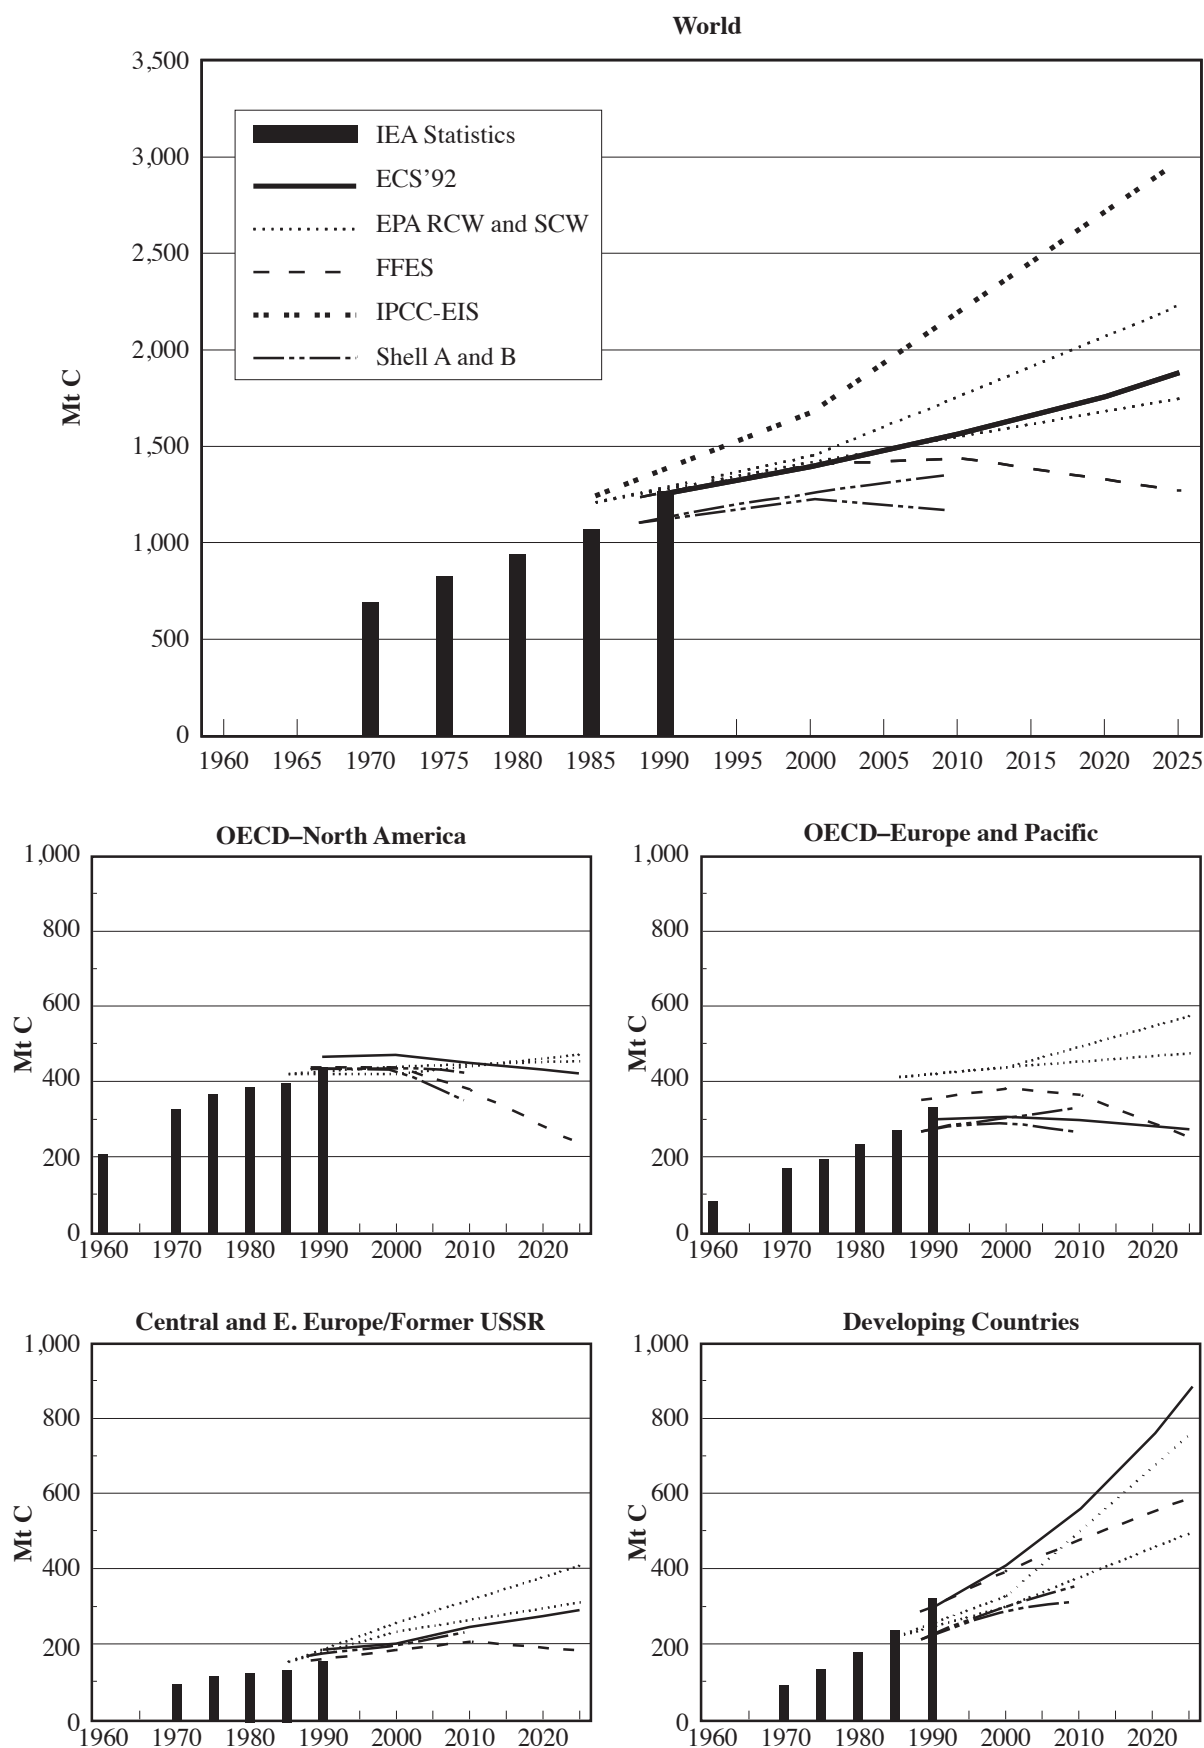 World
3,500
3,000
2,500
2,000
1,500
1,000
500
0
Mt C
IEA Statistics
ECS’92
EPA RCW and SCW
FFES
IPCC-EIS
Shell A and B
1960 1965 1970 1975 1980 1985 1990 1995 2000 2005 2010 2015 2020 2025
OECD–North America
1,000
800
600
400
200
0
Mt C
1960 1970 1980 1990 2000 2010 2020
OECD–Europe and Pacific
1,000
800
600
400
200
0
Mt C
1960 1970 1980 1990 2000 2010 2020
Central and E. Europe/Former USSR
1,000
800
600
400
200
0
Mt C
1960 1970 1980 1990 2000 2010 2020
Developing Countries
1,000
800
600
400
200
0
Mt C
1960 1970 1980 1990 2000 2010 2020